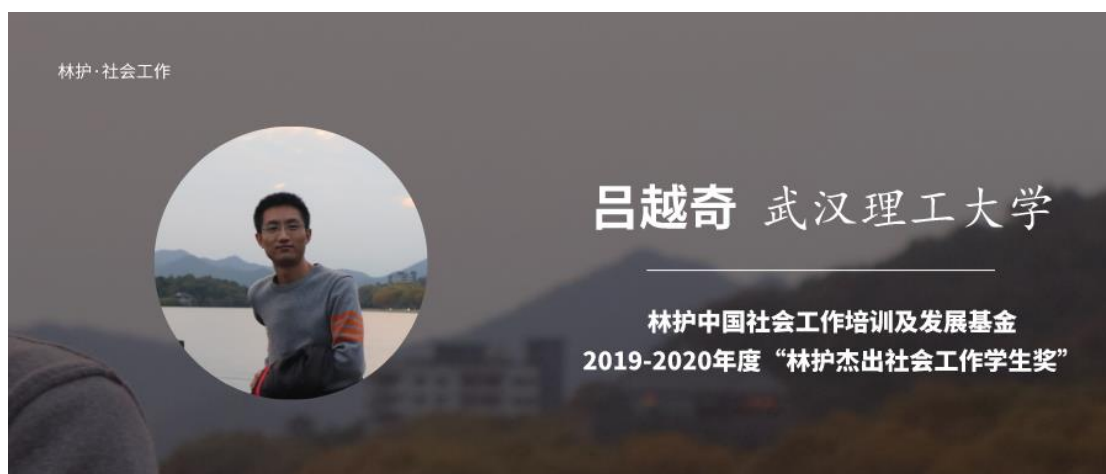 林护·社会工作
吕越奇 武汉理工大学
林护中国社会工作培训及发展基金
2019-2020年度“林护杰出社会工作学生奖”